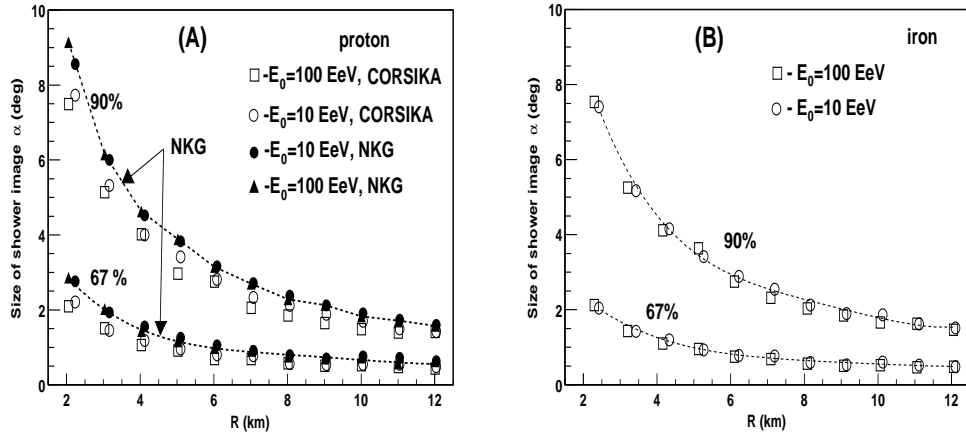 Size of shower image α (deg)
10
8
6
4
2
0
(A)
proton
-E0=100 EeV, CORSIKA
-E0=10 EeV, CORSIKA
-E0=10 EeV, NKG
-E0=100 EeV, NKG
90%
NKG
67 %
2 4 6 8 10 12
R (km)
Size of shower image α (deg)
10
8
6
4
2
0
(B)
iron
- E0=100 EeV
- E0=10 EeV
90%
67%
2 4 6 8 10 12
R (km)